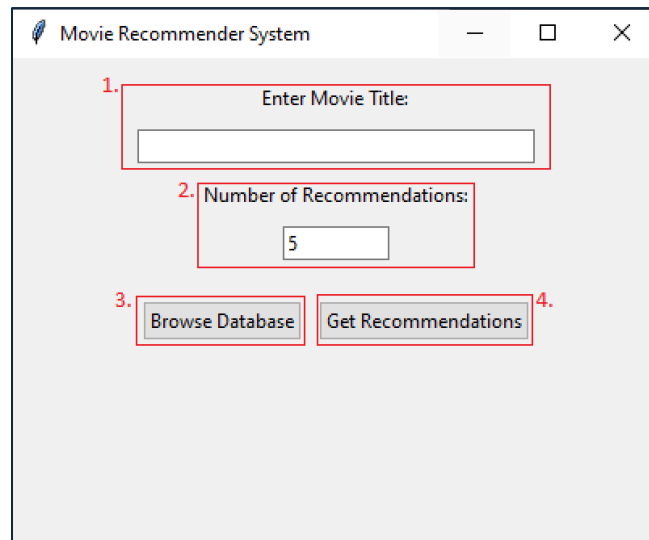 Movie Recommender System
1.
Enter Movie Title:
2.
Number of Recommendations:
5
3.
Browse Database
Get Recommendations
4.